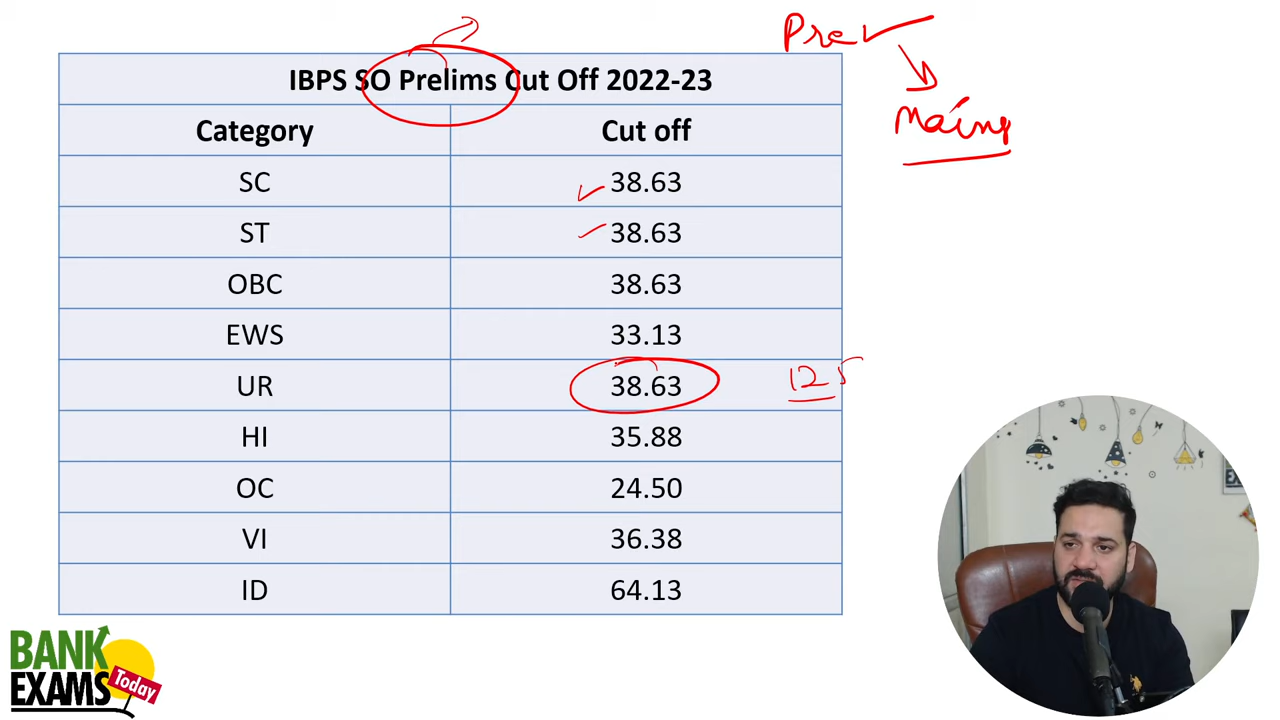 Pre
IBPS SO Prelims Cut Off 2022-23
Mains
Category Cut off
SC 38.63
ST 38.63
OBC 38.63
EWS 33.13
UR 38.63 125
HI 35.88
OC 24.50
VI 36.38
ID 64.13
BANK
EXAMS
Today